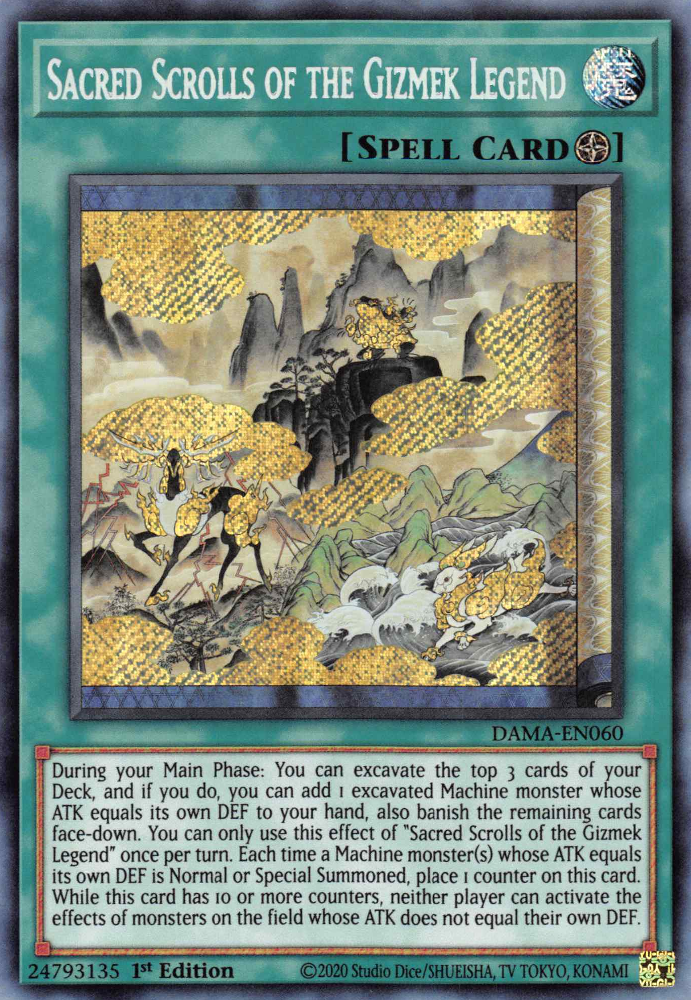 SACRED SCROLLS OF THE GIZMEK LEGEND
[SPELL CARD]
DAMA-EN060
During your Main Phase: You can excavate the top 3 cards of your
Deck, and if you do, you can add 1 excavated Machine monster whose
ATK equals its own DEF to your hand, also banish the remaining cards
face-down. You can only use this effect of "Sacred Scrolls of the Gizmek
Legend" once per turn. Each time a Machine monster(s) whose ATK equals
its own DEF is Normal or Special Summoned, place 1 counter on this card.
While this card has 10 or more counters, neither player can activate the
effects of monsters on the field whose ATK does not equal their own DEF.
24793135 1st Edition ©2020 Studio Dice/SHUEISHA, TV TOKYO, KONAMI